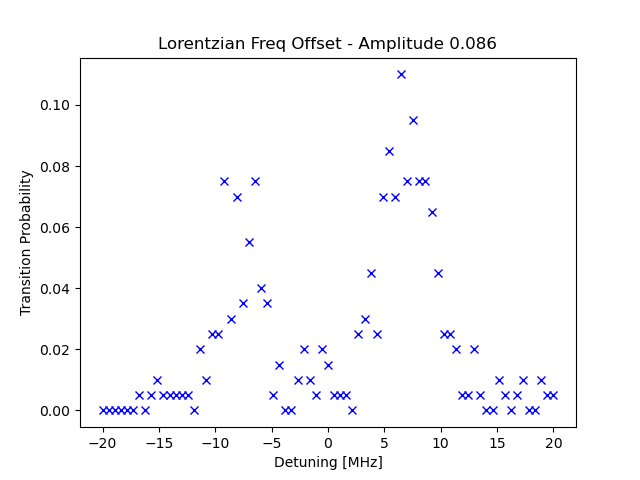 Lorentzian Freq Offset - Amplitude 0.086
Transition Probability
0.10
0.08
0.06
0.04
0.02
0.00
−20 −15 −10 −5 0 5 10 15 20
Detuning [MHz]